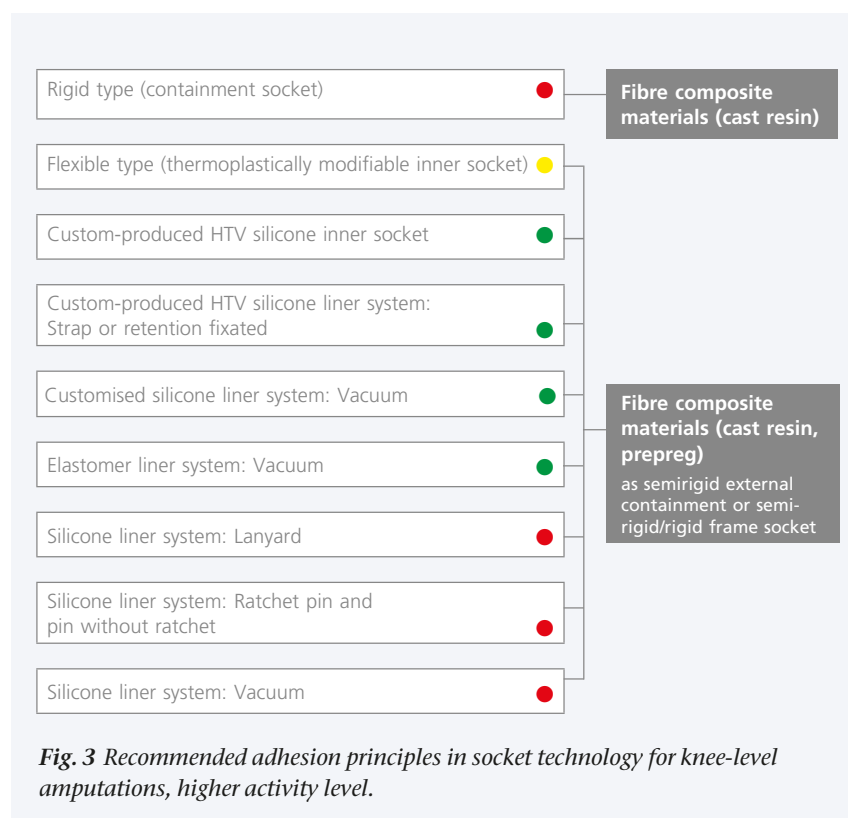 Rigid type (containment socket)
Fibre composite
materials (cast resin)
Flexible type (thermoplastically modifiable inner socket)
Custom-produced HTV silicone inner socket
Custom-produced HTV silicone liner system:
Strap or retention fixated
Customised silicone liner system: Vacuum
Elastomer liner system: Vacuum
Silicone liner system: Lanyard
Silicone liner system: Ratchet pin and
pin without ratchet
Silicone liner system: Vacuum
Fibre composite
materials (cast resin,
prepreg)
as semirigid external
containment or semi-
rigid/rigid frame socket
Fig. 3 Recommended adhesion principles in socket technology for knee-level
amputations, higher activity level.